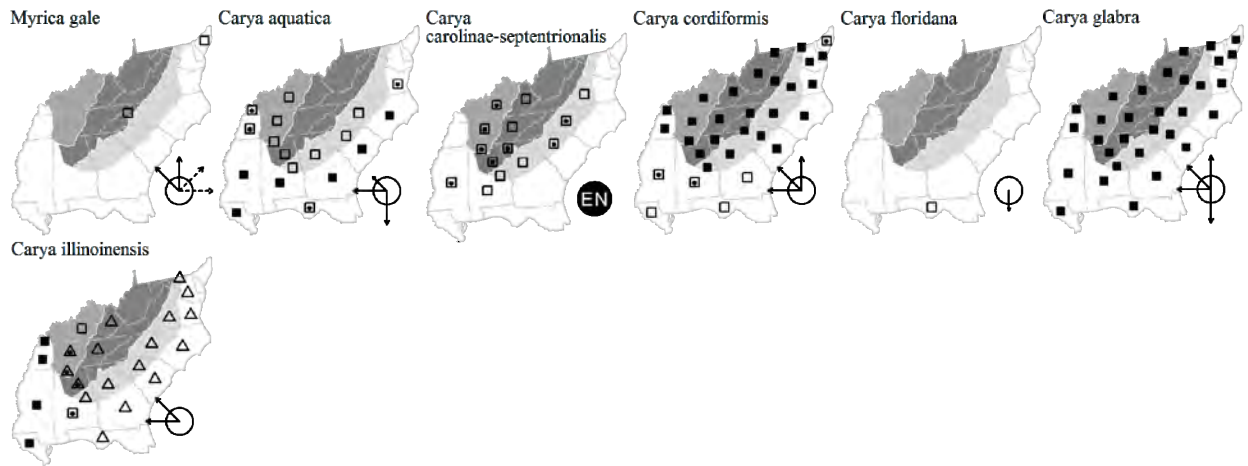 Myrica gale
Carya aquatica
Carya
carolinae-septentrionalis
EN
Carya cordiformis
Carya floridana
Carya glabra
Carya illinoinensis